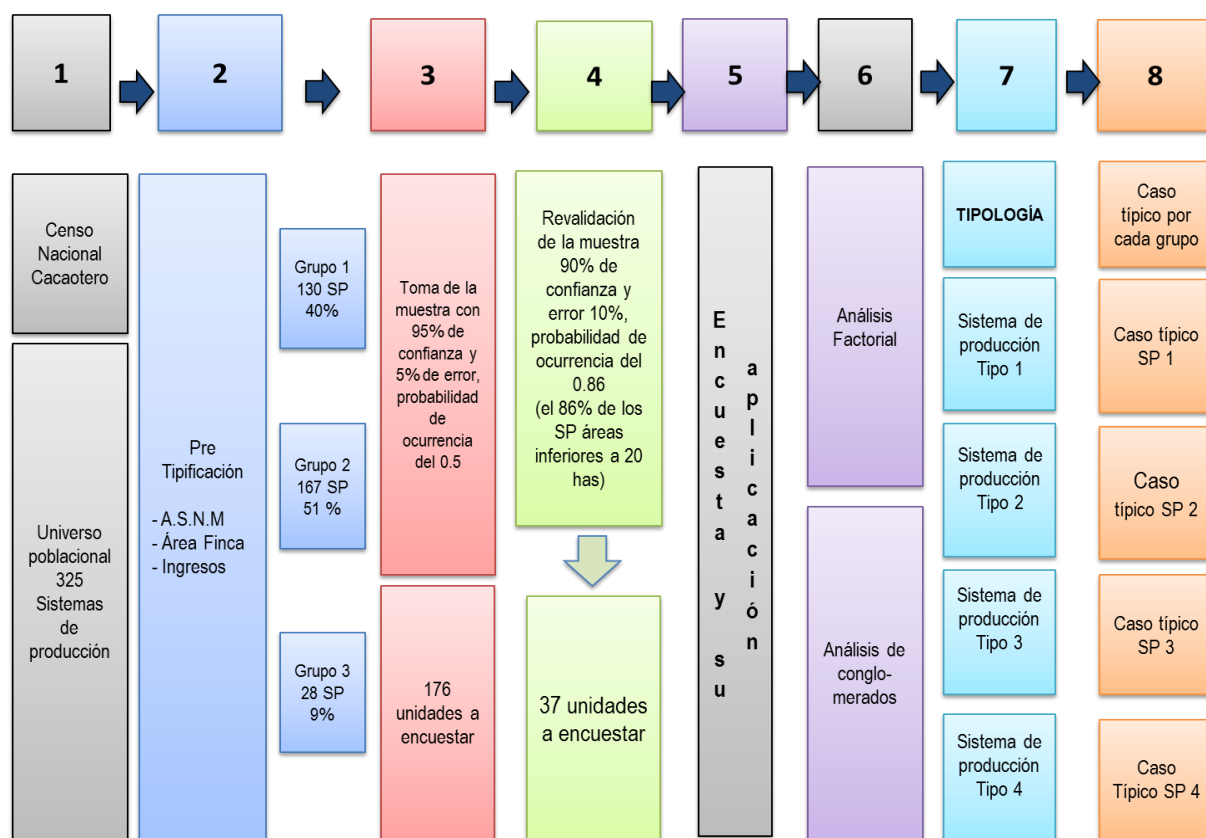 1
2
3
4
5
6
7
8
Censo
Nacional
Cacaotero
Universo
poblacional
325
Sistemas
de
producción
Pre
Tipificación
- A.S.N.M
- Área Finca
- Ingresos
Grupo 1
130 SP
40%
Grupo 2
167 SP
51 %
Grupo 3
28 SP
9%
Toma de la
muestra con
95% de
confianza y
5% de error,
probabilidad
de
ocurrencia
del 0.5
176
unidades a
encuestar
Revalidación
de la muestra
90% de
confianza y
error 10%,
probabilidad de
ocurrencia del
0.86
(el 86% de los
SP áreas
inferiores a 20
has)
37 unidades
a encuestar
Encuesta y su
aplicación
Análisis
Factorial
Análisis de
conglo-
merados
TIPOLOGÍA
Sistema de
producción
Tipo 1
Sistema de
producción
Tipo 2
Sistema de
producción
Tipo 3
Sistema de
producción
Tipo 4
Caso
típico por
cada grupo
Caso típico
SP 1
Caso
típico SP 2
Caso típico
SP 3
Caso
Típico SP 4